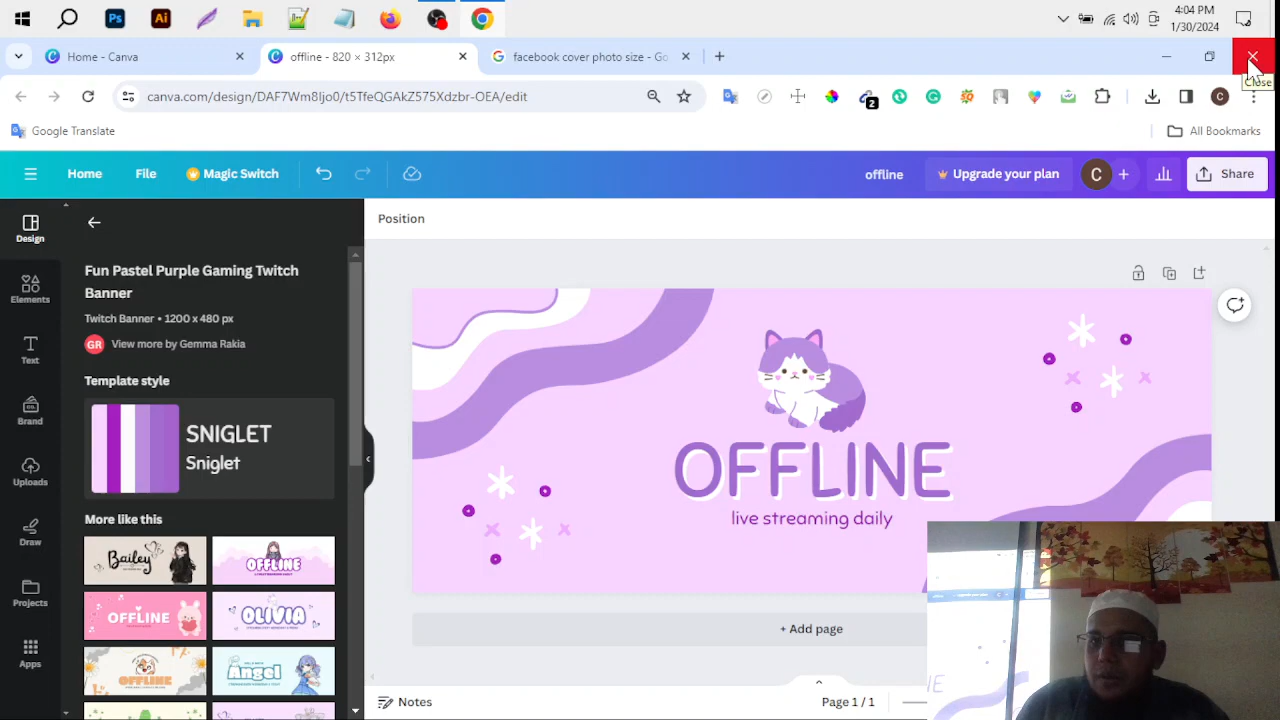 4:04 PM
1/30/2024
Home - Canva
offline - 820 × 312px
facebook cover photo size - Go
canva.com/design/DAF7Wm8Ijo0/t5TfeQGAkZ575Xdzbr-OEA/edit
2
C
Close
Google Translate
All Bookmarks
Home
File
Magic Switch
offline
Upgrade your plan
C
Share
Design
Elements
Text
Brand
Uploads
Draw
Projects
Apps
Position
Fun Pastel Purple Gaming Twitch
Banner
Twitch Banner • 1200 x 480 px
GR
View more by Gemma Rakia
Template style
SNIGLET
Sniglet
More like this
Bailey
OFFLINE
OFFLINE
OLIVIA
OFFLINE
Angel
OFFLINE
live streaming daily
+ Add page
Notes
Page 1 / 1